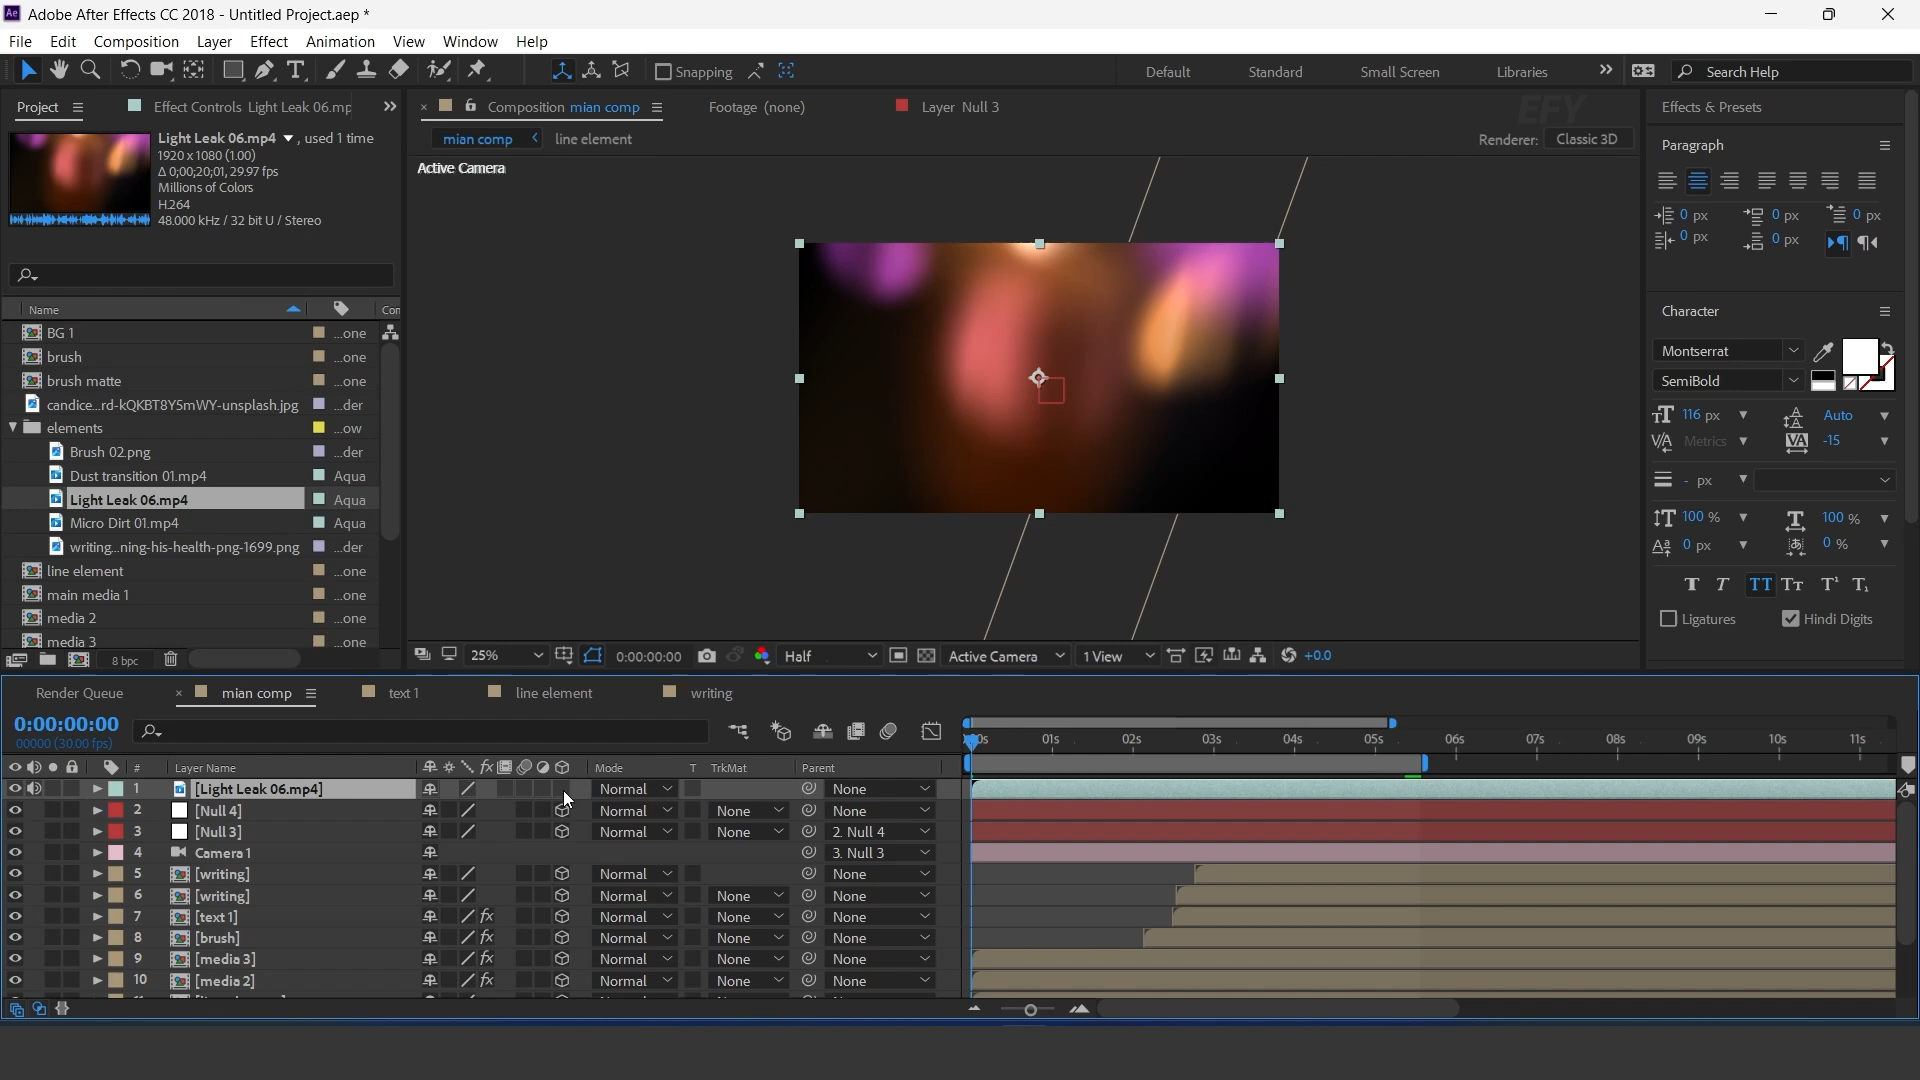 Adobe After Effects CC 2018 - Untitled Project.aep *
File Edit Composition Layer Effect Animation View Window Help
Snapping Default Standard Small Screen Libraries Search Help
Project Effect Controls Light Leak 06.mp
Composition mian comp Footage (none) Layer Null 3
EFY
Effects & Presets
Light Leak 06.mp4 , used 1 time
1920 x 1080 (1.00)
Δ 0;00;20;01, 29.97 fps
Millions of Colors
H.264
48.000 kHz / 32 bit U / Stereo
mian comp line element
Renderer: Classic 3D
Active Camera
Paragraph
0 px 0 px 0 px
0 px 0 px
Name Con
BG 1 ...one
brush ...one
brush matte ...one
candice...rd-kQKBT8Y5mWY-unsplash.jpg ...der
elements ...ow
Brush 02.png ...der
Dust transition 01.mp4 Aqua
Light Leak 06.mp4 Aqua
Micro Dirt 01.mp4 Aqua
writing...ning-his-health-png-1699.png ...der
line element ...one
main media 1 ...one
media 2 ...one
media 3 ...one
8 bpc
Character
Montserrat
SemiBold
116 px Auto
Metrics -15
- px
100 % 100 %
0 px 0 %
T T TT Tт T¹ T₁
Ligatures Hindi Digits
25% 0:00:00:00 Half Active Camera 1 View +0.0
Render Queue mian comp text 1 line element writing
0:00:00:00
00000 (30.00 fps)
00s 01s 02s 03s 04s 05s 06s 07s 08s 09s 10s 11s
# Layer Name fx Mode T TrkMat Parent
1 [Light Leak 06.mp4] Normal None
2 [Null 4] Normal None None
3 [Null 3] Normal None 2. Null 4
4 Camera 1 3. Null 3
5 [writing] Normal None
6 [writing] Normal None None
7 [text 1] fx Normal None None
8 [brush] fx Normal None None
9 [media 3] fx Normal None None
10 [media 2] fx Normal None None